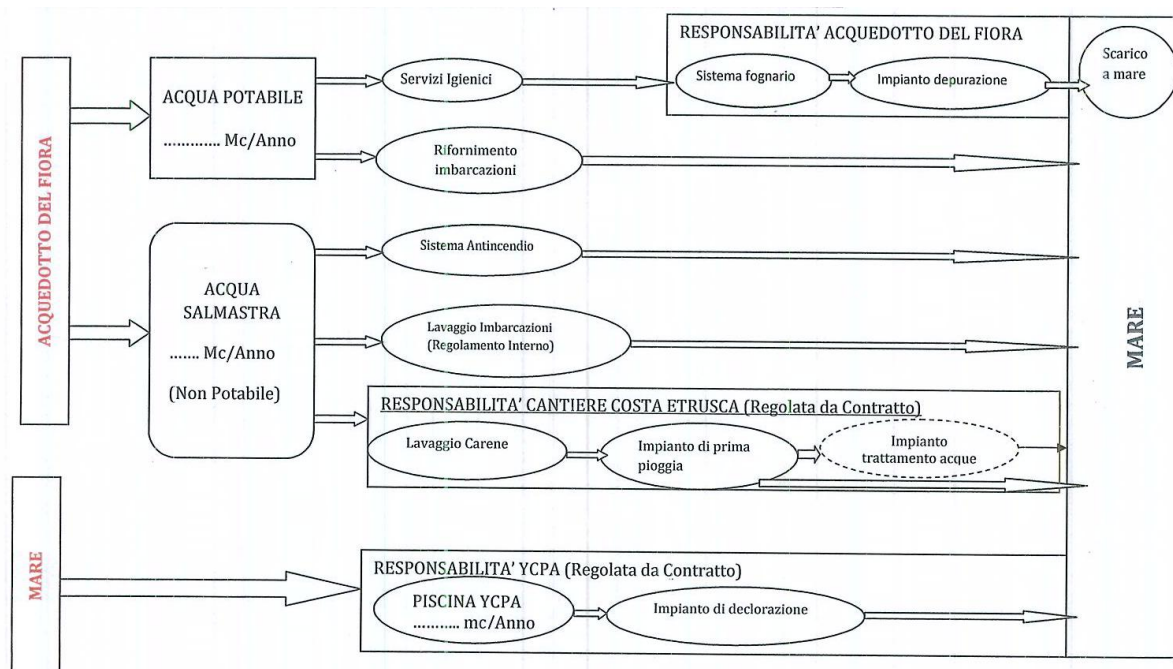 RESPONSABILITA' ACQUEDOTTO DEL FIORA
Servizi Igienici
Sistema fognario
Impianto depurazione
Scarico
a mare
ACQUEDOTTO DEL FIORA
ACQUA POTABILE
............. Mc/Anno
Rifornimento
imbarcazioni
Sistema Antincendio
ACQUA
SALMASTRA
....... Mc/Anno
(Non Potabile)
Lavaggio Imbarcazioni
(Regolamento Interno)
MARE
RESPONSABILITA' CANTIERE COSTA ETRUSCA (Regolata da Contratto)
Lavaggio Carene
Impianto di prima
pioggia
Impianto
trattamento acque
MARE
RESPONSABILITA' YCPA (Regolata da Contratto)
PISCINA YCPA
........... mc/Anno
Impianto di declorazione